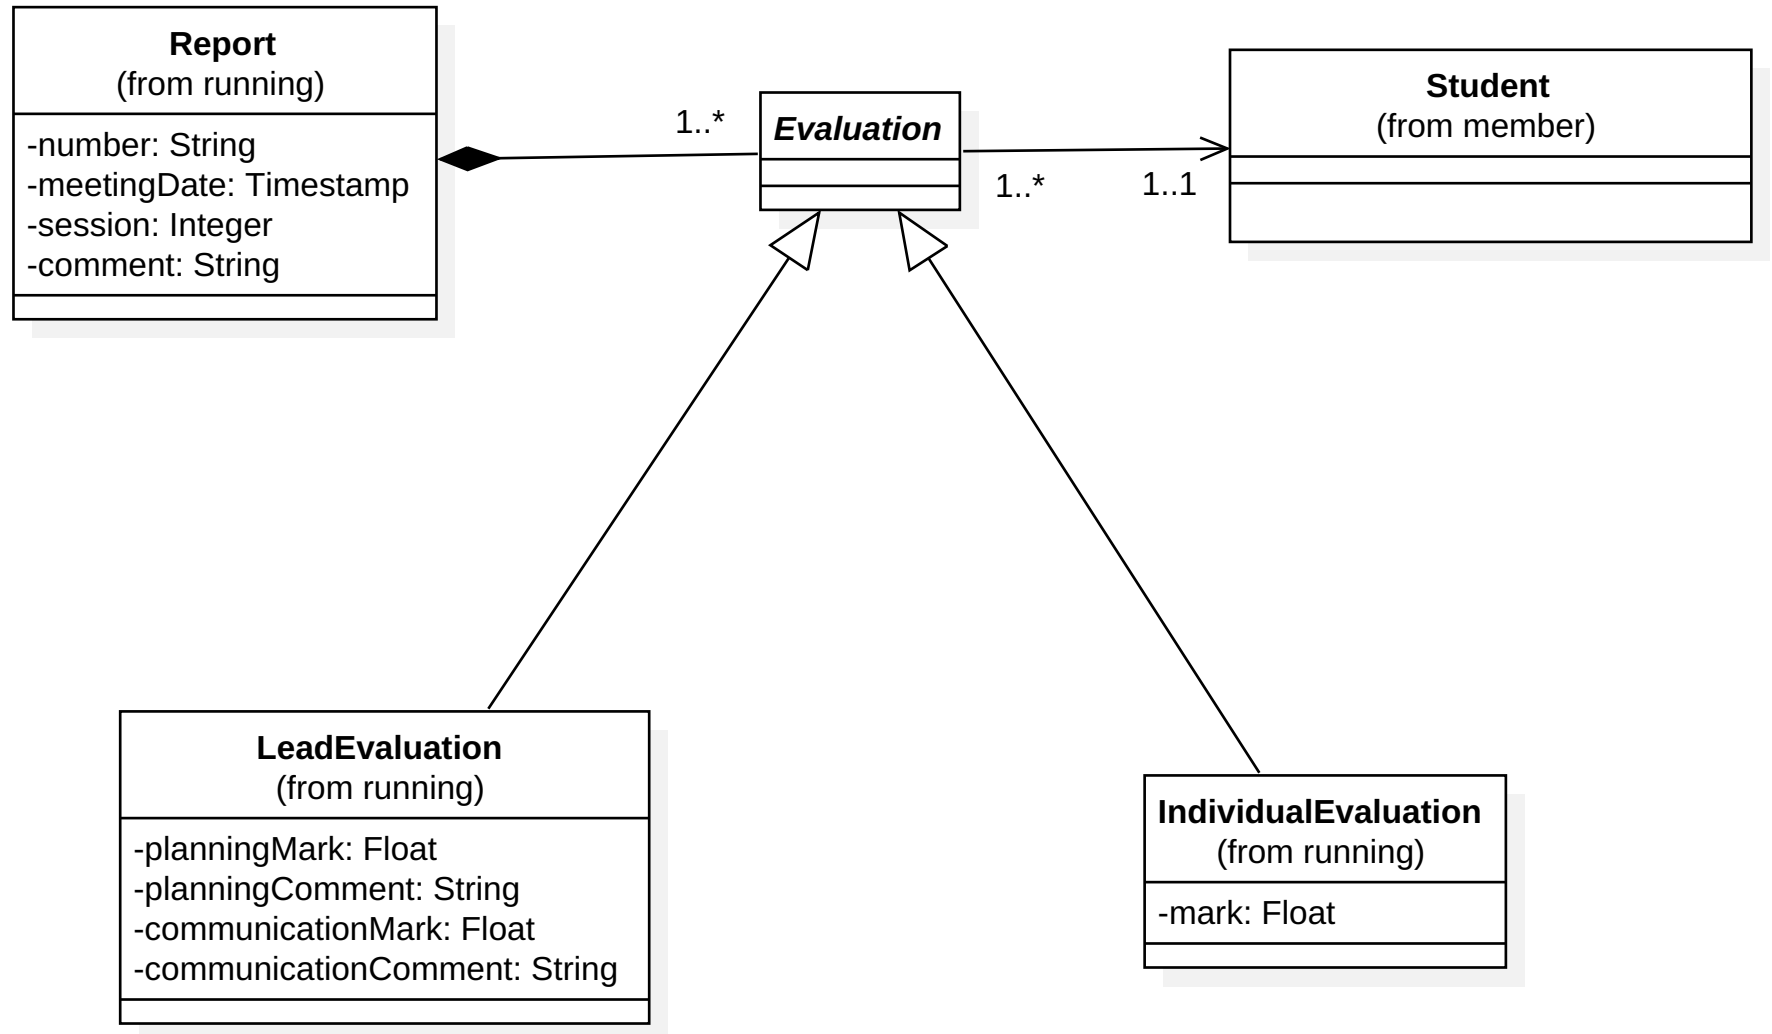 Report
(from running)
-number: String
-meetingDate: Timestamp
-session: Integer
-comment: String
1..*
Evaluation
1..*
1..1
Student
(from member)
LeadEvaluation
(from running)
-planningMark: Float
-planningComment: String
-communicationMark: Float
-communicationComment: String
IndividualEvaluation
(from running)
-mark: Float